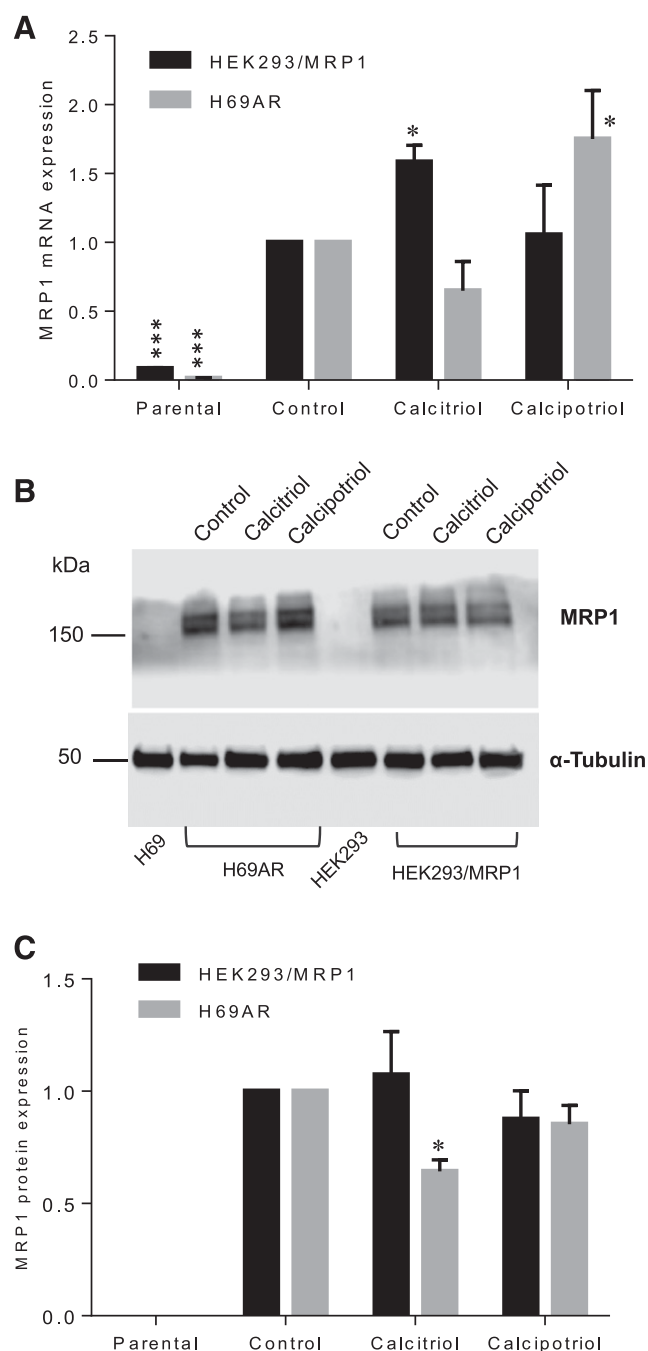 A
MRP1 mRNA expression
2.5
2.0
1.5
1.0
0.5
0.0
HEK293/MRP1
H69AR
***
***
*
*
Parental Control Calcitriol Calcipotriol
B
Control Calcitriol Calcipotriol Control Calcitriol Calcipotriol
kDa
150
MRP1
50
α-Tubulin
H69 H69AR HEK293 HEK293/MRP1
C
MRP1 protein expression
1.5
1.0
0.5
0.0
HEK293/MRP1
H69AR
*
Parental Control Calcitriol Calcipotriol